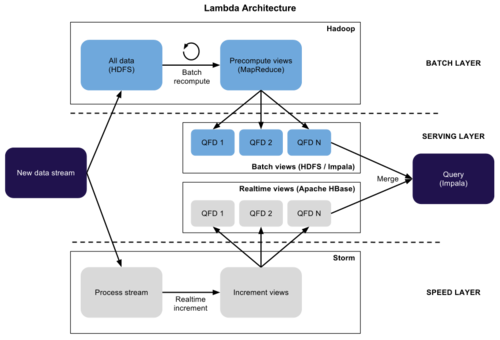 Lambda Architecture
Hadoop
All data
(HDFS)
Batch
recompute
Precompute views
(MapReduce)
BATCH LAYER
SERVING LAYER
QFD 1
QFD 2
QFD N
Batch views (HDFS / Impala)
New data stream
Merge
Query
(Impala)
Realtime views (Apache HBase)
QFD 1
QFD 2
QFD N
Storm
Process stream
Realtime
increment
Increment views
SPEED LAYER